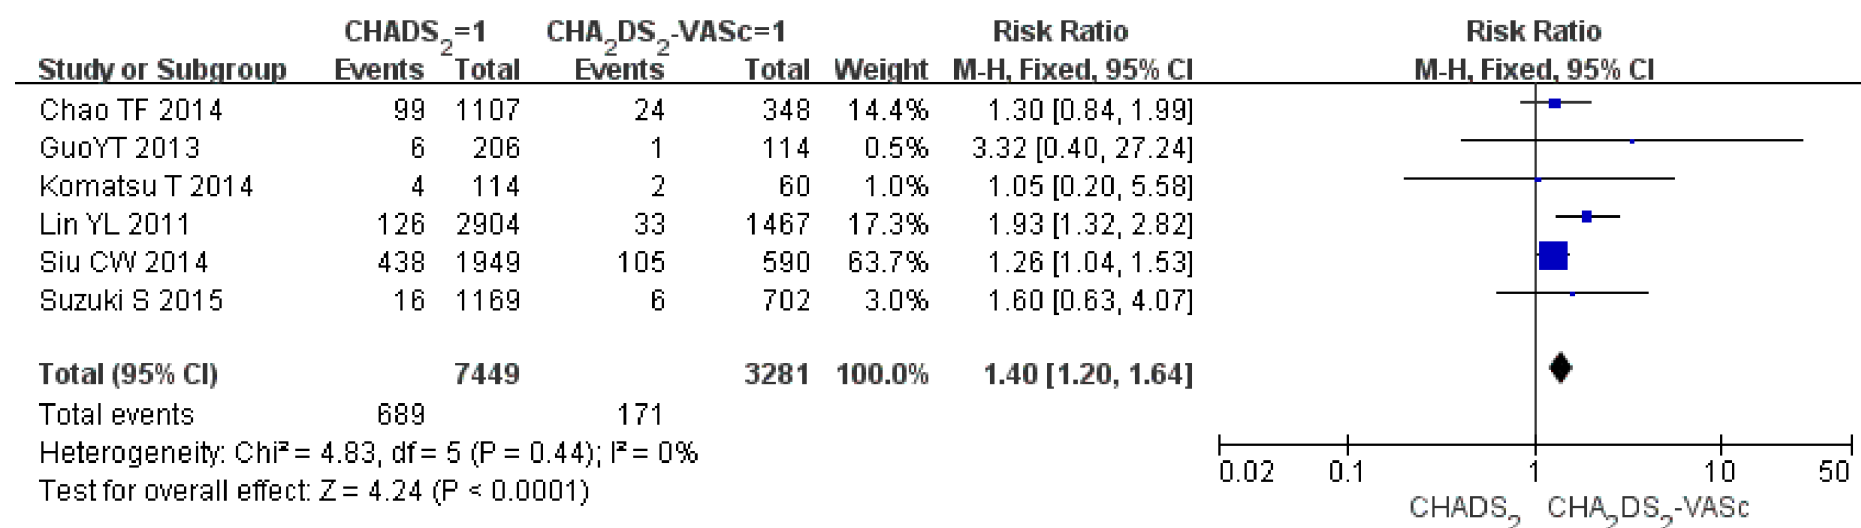 CHADS₂=1 CHA₂DS₂-VASc=1 Risk Ratio Risk Ratio
Study or Subgroup Events Total Events Total Weight M-H, Fixed, 95% CI M-H, Fixed, 95% CI
Chao TF 2014 99 1107 24 348 14.4% 1.30 [0.84, 1.99]
GuoYT 2013 6 206 1 114 0.5% 3.32 [0.40, 27.24]
Komatsu T 2014 4 114 2 60 1.0% 1.05 [0.20, 5.58]
Lin YL 2011 126 2904 33 1467 17.3% 1.93 [1.32, 2.82]
Siu CW 2014 438 1949 105 590 63.7% 1.26 [1.04, 1.53]
Suzuki S 2015 16 1169 6 702 3.0% 1.60 [0.63, 4.07]
Total (95% CI) 7449 3281 100.0% 1.40 [1.20, 1.64]
Total events 689 171
Heterogeneity: Chi² = 4.83, df = 5 (P = 0.44); I² = 0%
Test for overall effect: Z = 4.24 (P < 0.0001)
0.02 0.1 1 10 50
CHADS₂ CHA₂DS₂-VASc